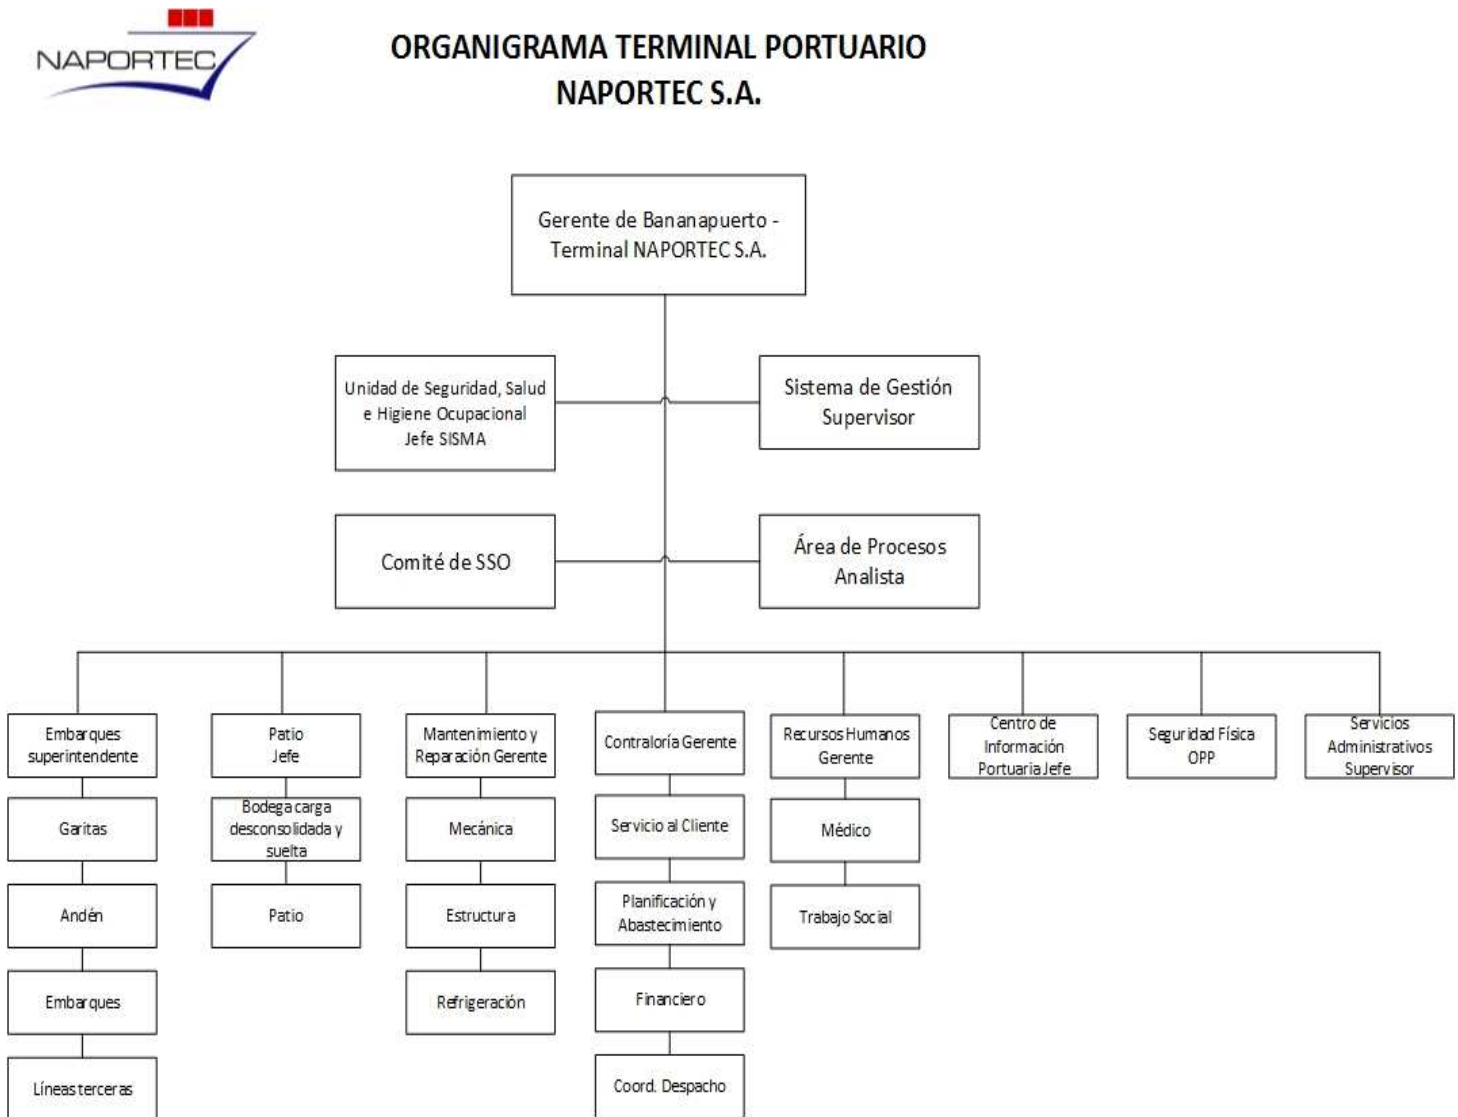 NAPORTEC
ORGANIGRAMA TERMINAL PORTUARIO
NAPORTEC S.A.
Gerente de Bananapuerto -
Terminal NAPORTEC S.A.
Unidad de Seguridad, Salud
e Higiene Ocupacional
Jefe SISMA
Sistema de Gestión
Supervisor
Comité de SSO
Área de Procesos
Analista
Embarques
superintendente
Patio
Jefe
Mantenimiento y
Reparación Gerente
Contraloría Gerente
Recursos Humanos
Gerente
Centro de
Información
Portuaria Jefe
Seguridad Física
OPP
Servicios
Administrativos
Supervisor
Garitas
Bodega carga
desconsolidada y
suelta
Mecánica
Servicio al Cliente
Médico
Andén
Patio
Estructura
Planificación y
Abastecimiento
Trabajo Social
Embarques
Refrigeración
Financiero
Líneas terceras
Coord. Despacho